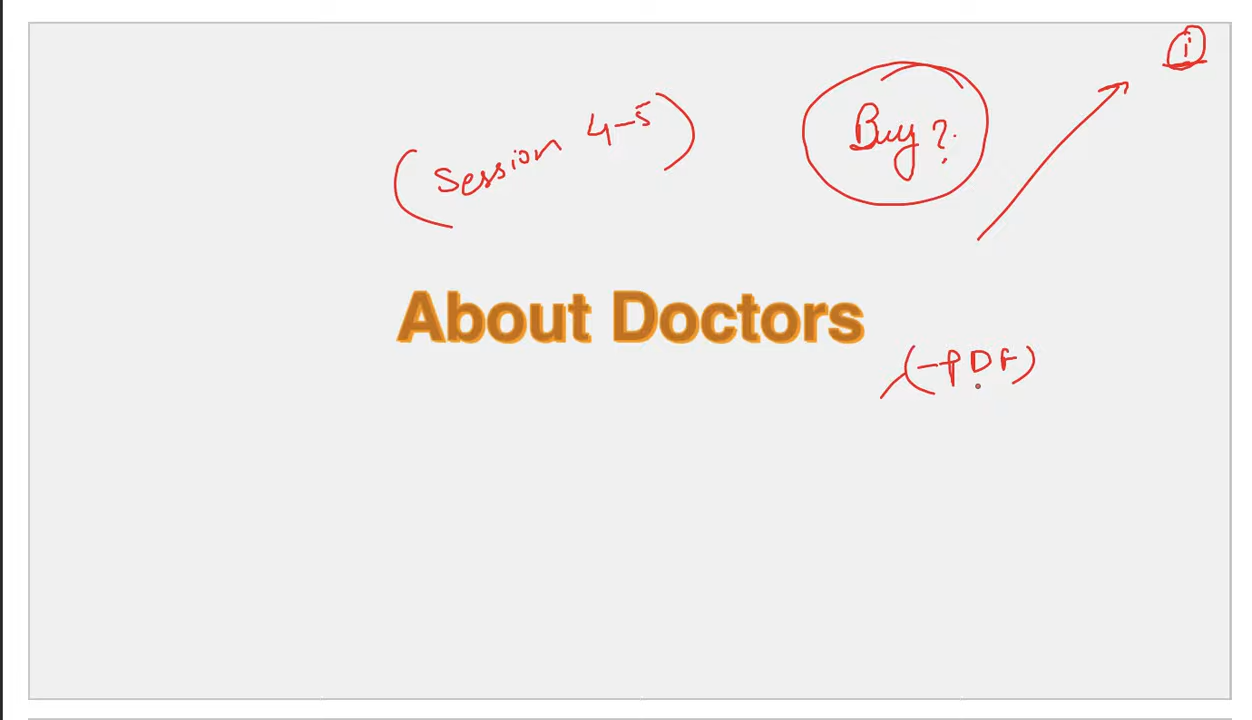 i
Buy?
(Session 4-5)
About Doctors
(-PDF)